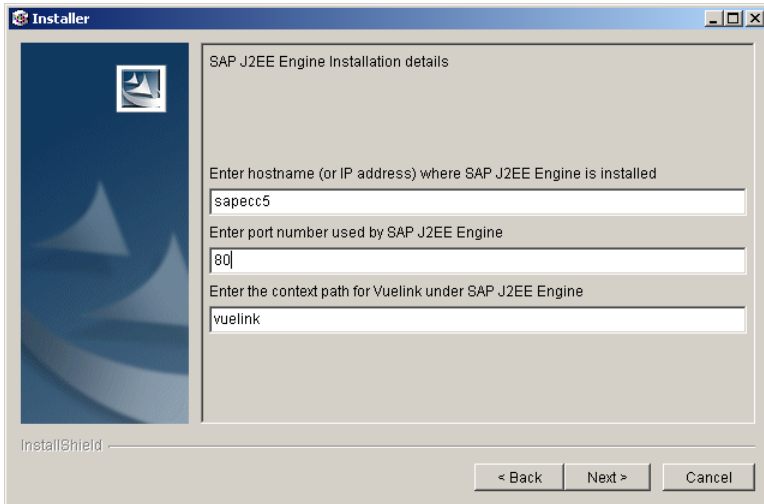 Installer
SAP J2EE Engine Installation details
Enter hostname (or IP address) where SAP J2EE Engine is installed
sapecc5
Enter port number used by SAP J2EE Engine
80
Enter the context path for Vuelink under SAP J2EE Engine
vuelink
InstallShield
< Back Next > Cancel